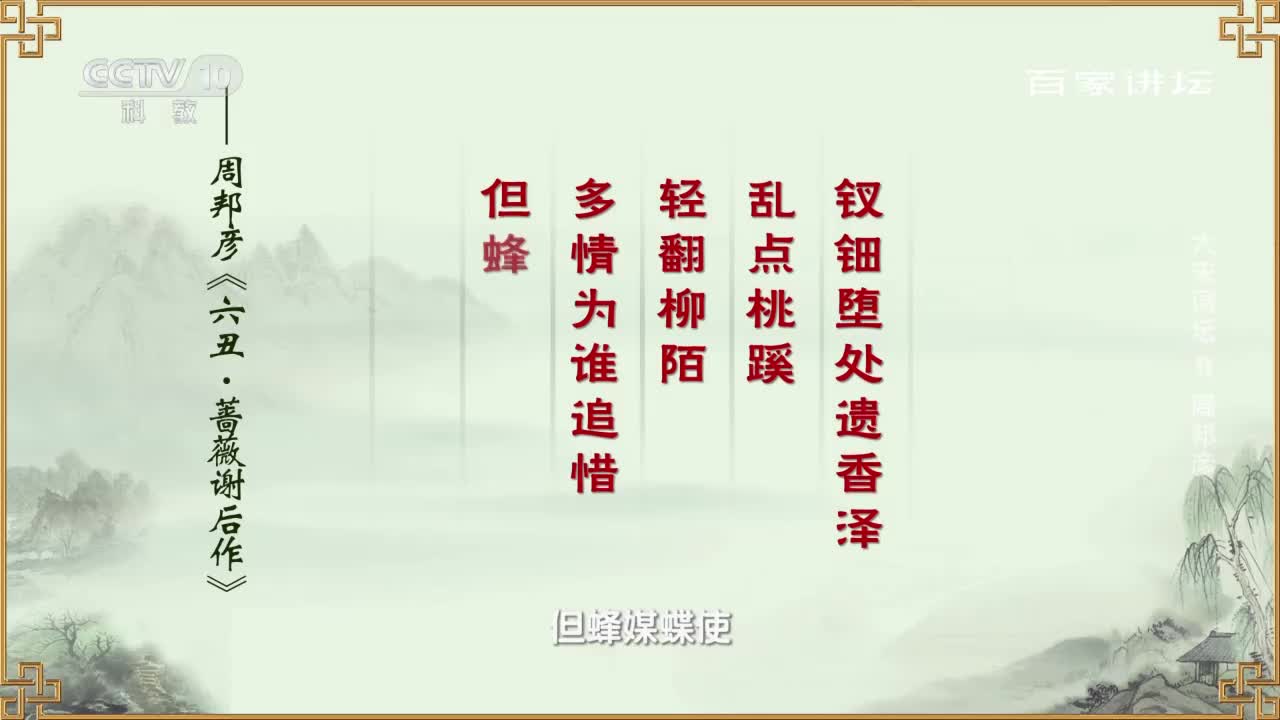 CCTV 10
科教
百家讲坛
钗钿堕处遗香泽
乱点桃蹊
轻翻柳陌
多情为谁追惜
但蜂
——周邦彦《六丑·蔷薇谢后作》
但蜂媒蝶使